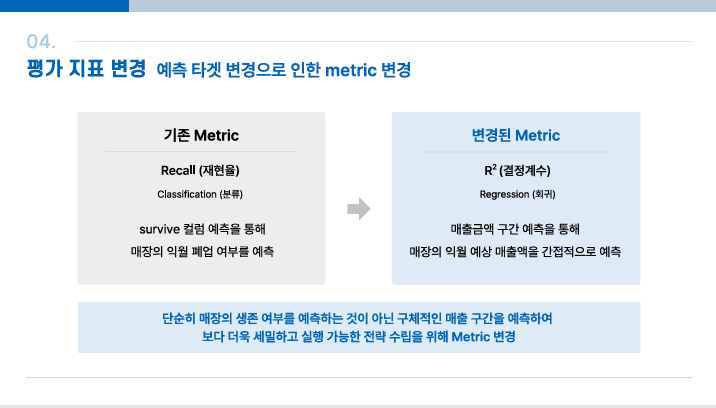 04.
평가 지표 변경 예측 타겟 변경으로 인한 metric 변경
기존 Metric
Recall (재현율)
Classification (분류)
survive 컬럼 예측을 통해
매장의 익월 폐업 여부를 예측
변경된 Metric
R² (결정계수)
Regression (회귀)
매출금액 구간 예측을 통해
매장의 익월 예상 매출액을 간접적으로 예측
단순히 매장의 생존 여부를 예측하는 것이 아닌 구체적인 매출 구간을 예측하여
보다 더욱 세밀하고 실행 가능한 전략 수립을 위해 Metric 변경